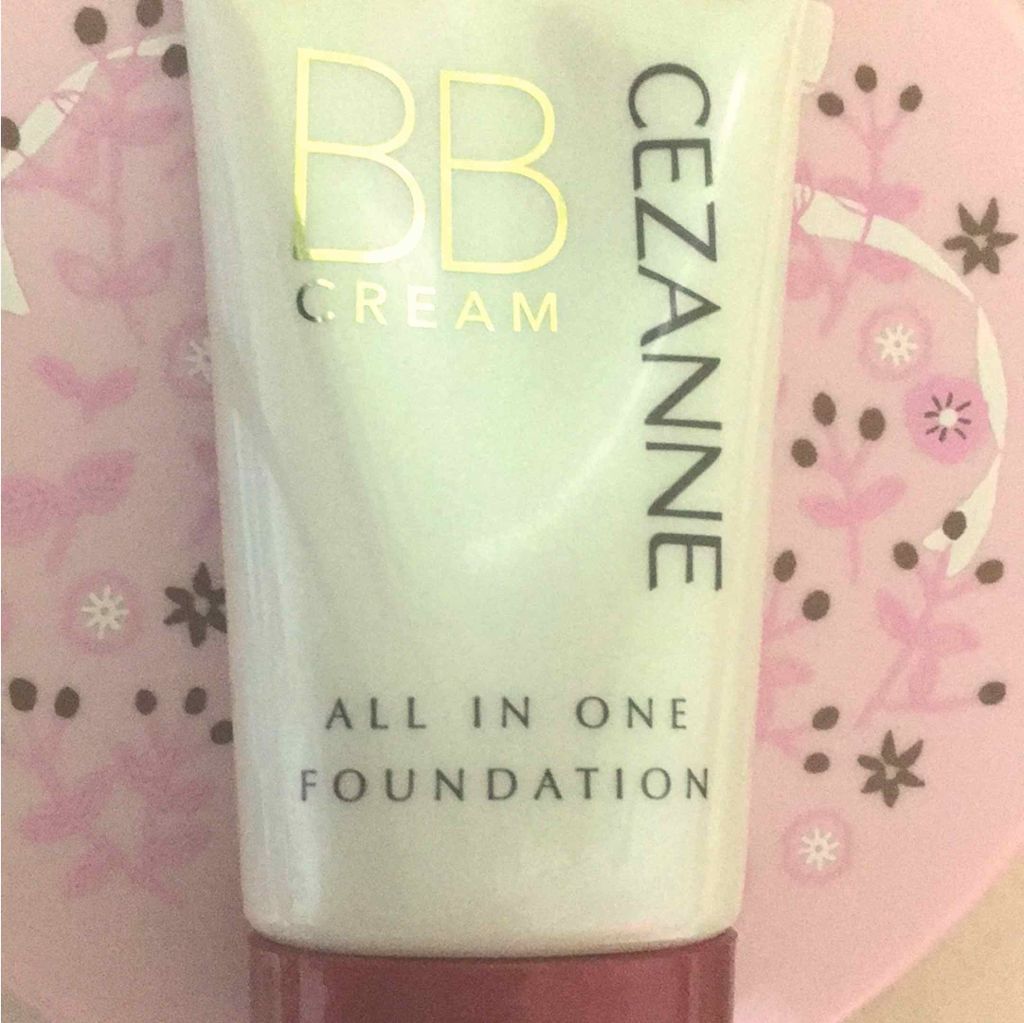 BB
CREAM
CEZANNE
ALL IN ONE
FOUNDATION